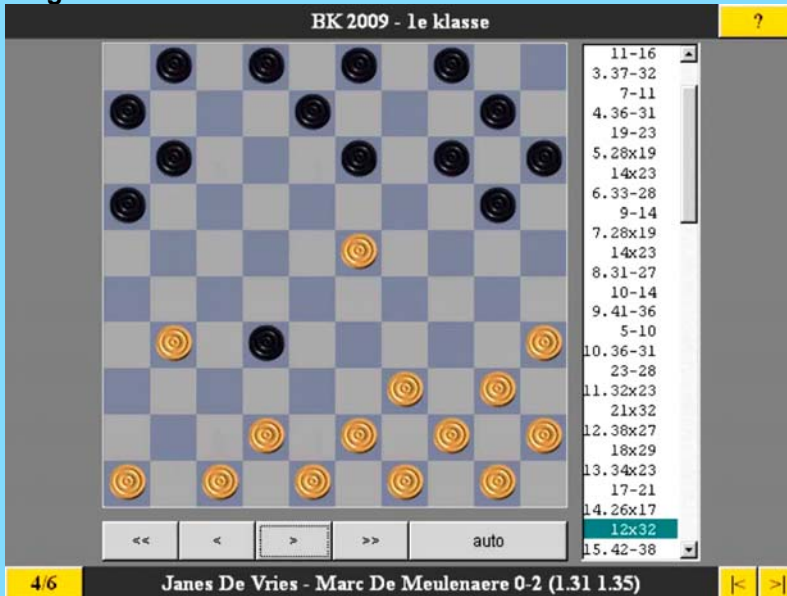 BK 2009 - 1e klasse
?
11-16
3.37-32
7-11
4.36-31
19-23
5.28x19
14x23
6.33-28
9-14
7.28x19
14x23
8.31-27
10-14
9.41-36
5-10
10.36-31
23-28
11.32x23
21x32
12.38x27
18x29
13.34x23
17-21
14.26x17
12x32
15.42-38
<<
<
>
>>
auto
4/6
Janes De Vries - Marc De Meulenaere 0-2 (1.31 1.35)
|<
>|